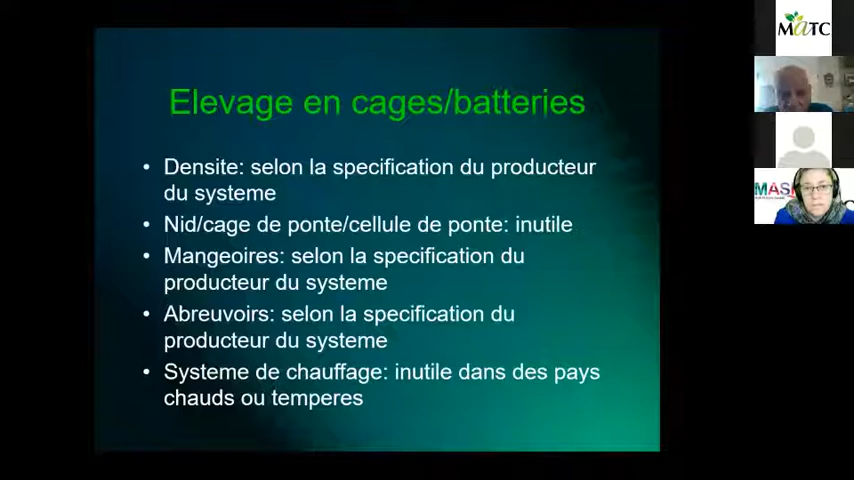 Elevage en cages/batteries
• Densite: selon la specification du producteur
du systeme
• Nid/cage de ponte/cellule de ponte: inutile
• Mangeoires: selon la specification du
producteur du systeme
• Abreuvoirs: selon la specification du
producteur du systeme
• Systeme de chauffage: inutile dans des pays
chauds ou temperes
MATC